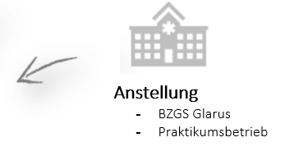 Anstellung
- BZGS Glarus
- Praktikumsbetrieb